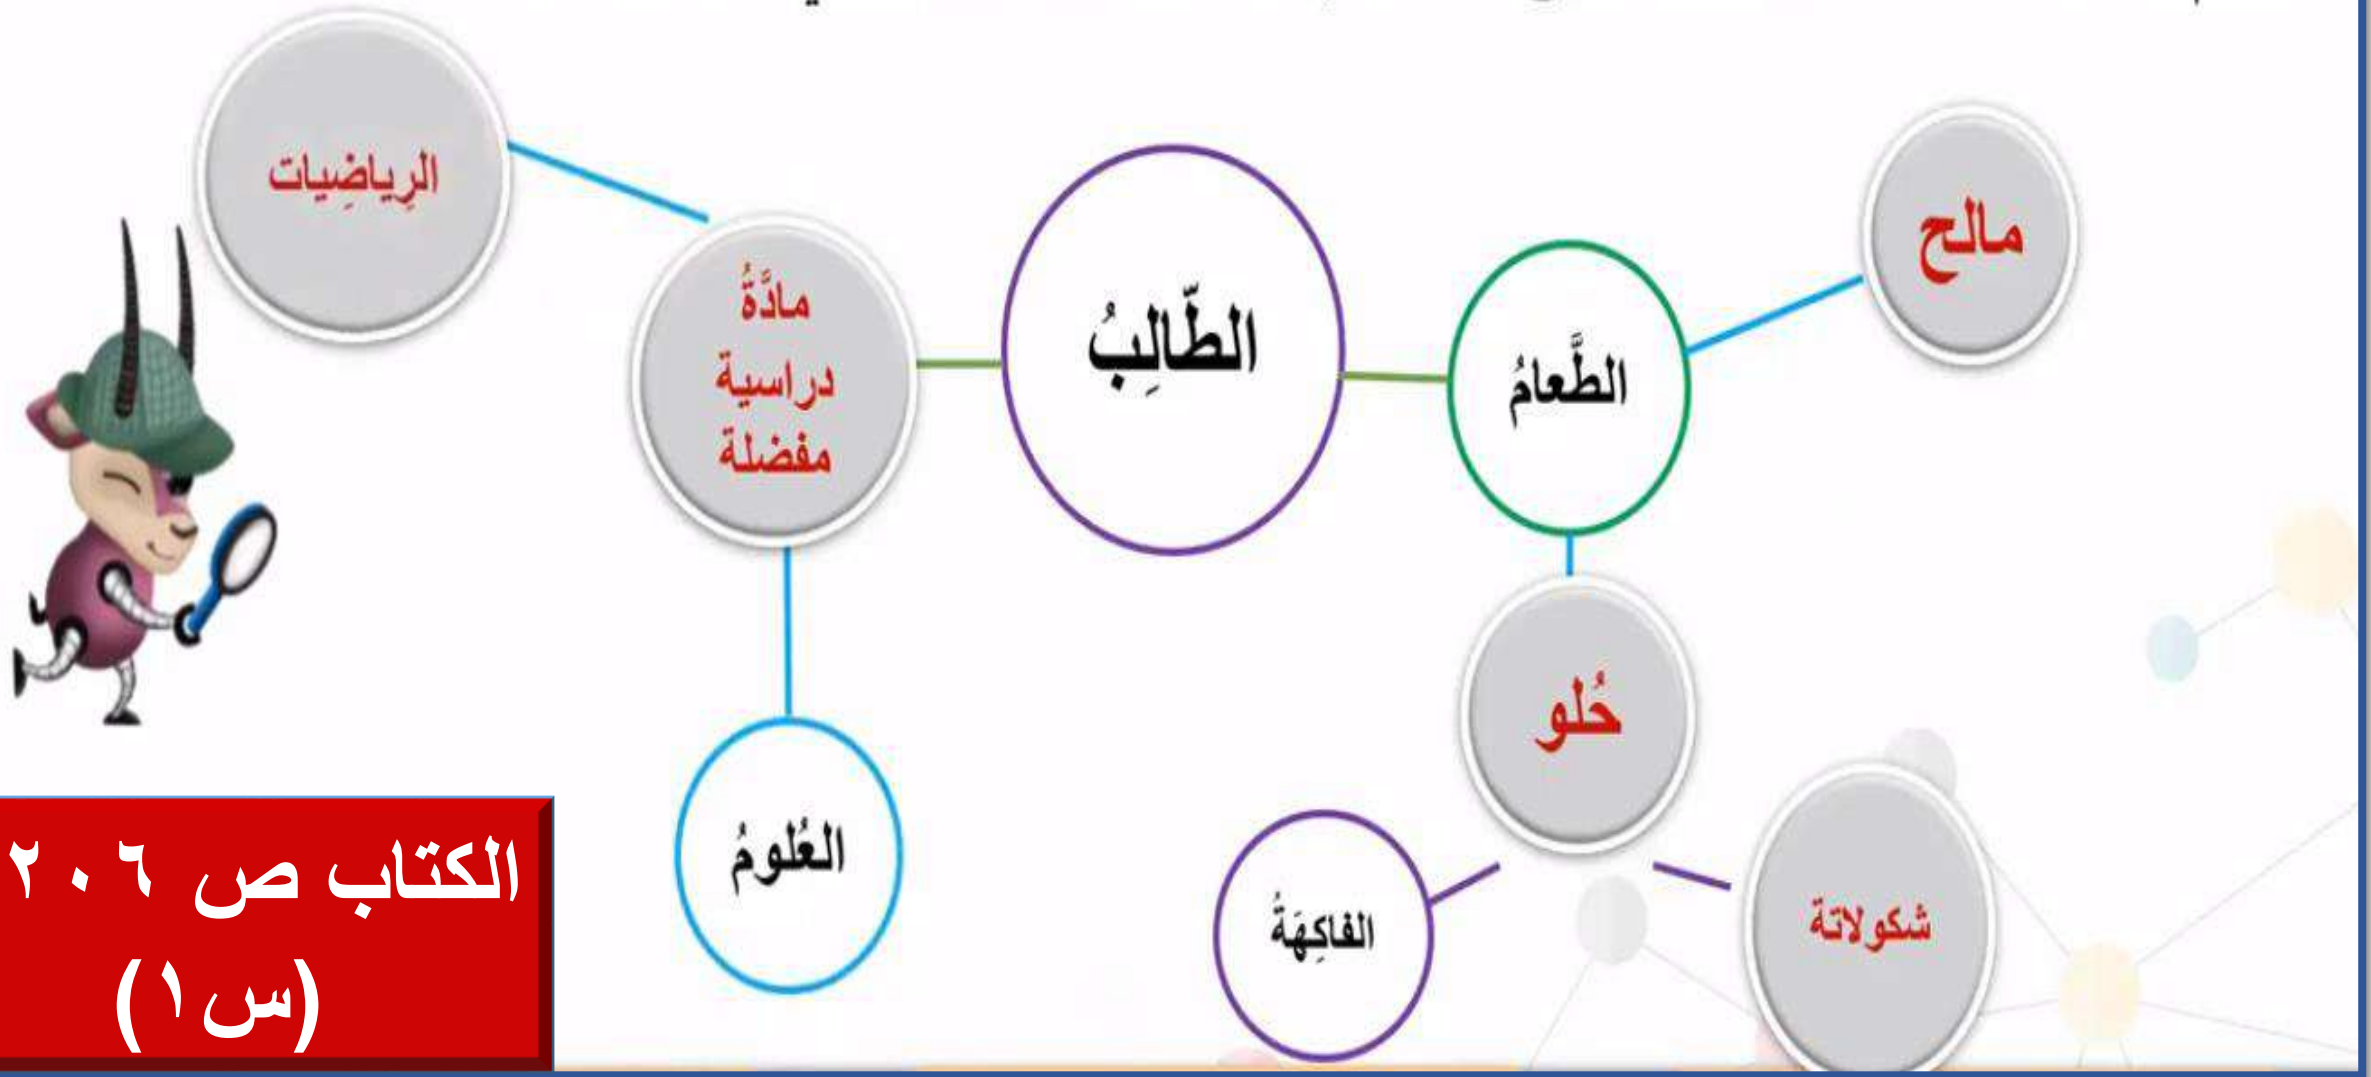 الرِياضِيات
مالح
مادَّةُ
دراسية
مفضلة
الطّالِبُ
الطَّعامُ
حُلو
العُلومُ
الفاكِهَةُ
شكولاتة
الكتاب ص ٢٠٦
(س١)